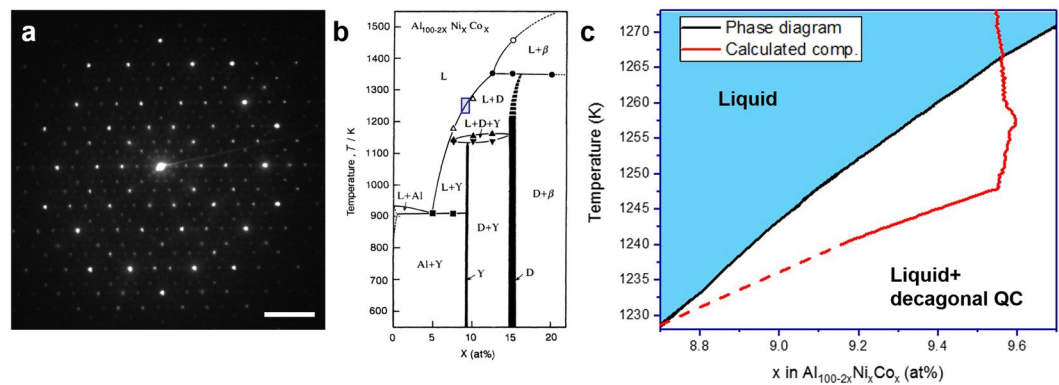 a
b
Al100-2X NiX CoX
L+β
L
L+D
L+D+Y
L+Al
L+Y
D+β
D+Y
Al+Y
Y
D
1500
1400
1300
1200
1100
1000
900
800
700
600
Temperature, T / K
0
5
10
15
20
X (at%)
c
Phase diagram
Calculated comp.
Liquid
Liquid+
decagonal QC
1270
1265
1260
1255
1250
1245
1240
1235
1230
Temperature (K)
8.8
9.0
9.2
9.4
9.6
x in Al100-2xNixCox (at%)